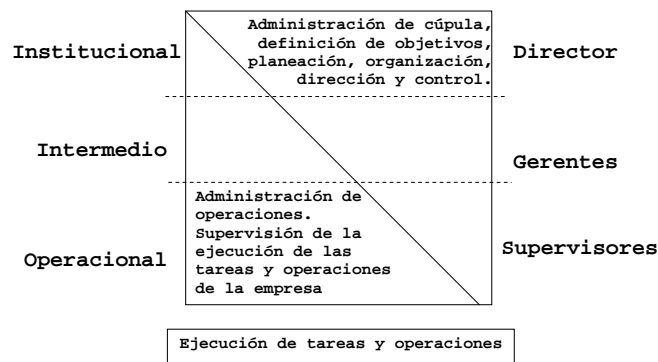 Institucional
Administración de cúpula,
definición de objetivos,
planeación, organización,
dirección y control.
Director
Intermedio
Gerentes
Administración de
operaciones.
Supervisión de la
ejecución de las
tareas y operaciones
de la empresa
Operacional
Supervisores
Ejecución de tareas y operaciones